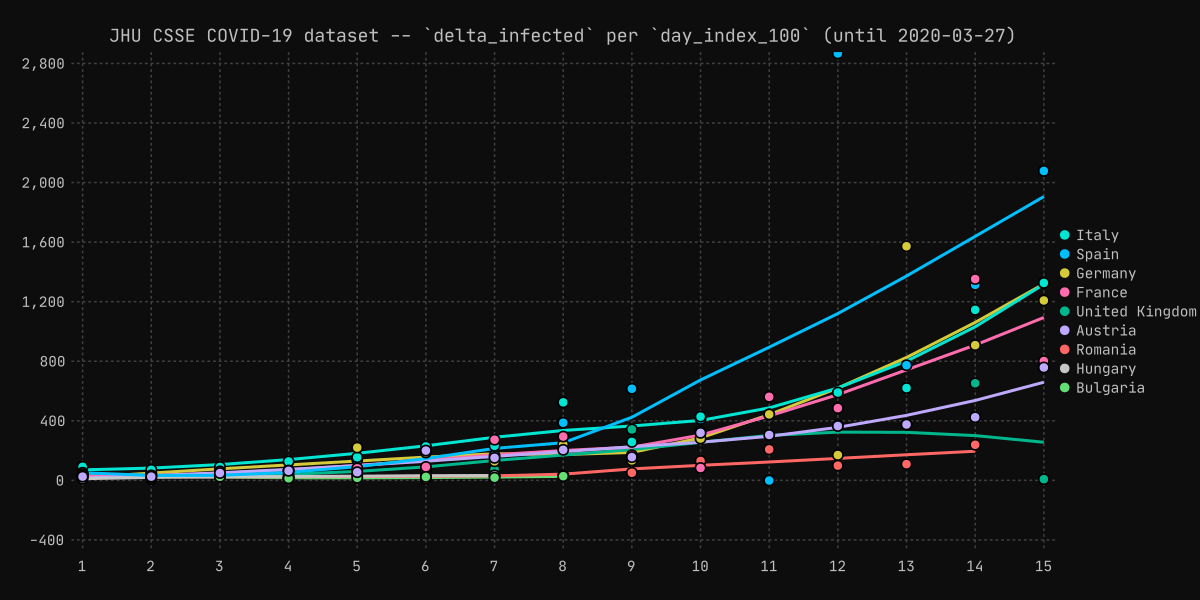 JHU CSSE COVID-19 dataset -- `delta_infected` per `day_index_100` (until 2020-03-27)
2,800
2,400
2,000
1,600
1,200
800
400
0
-400
1 2 3 4 5 6 7 8 9 10 11 12 13 14 15
Italy
Spain
Germany
France
United Kingdom
Austria
Romania
Hungary
Bulgaria